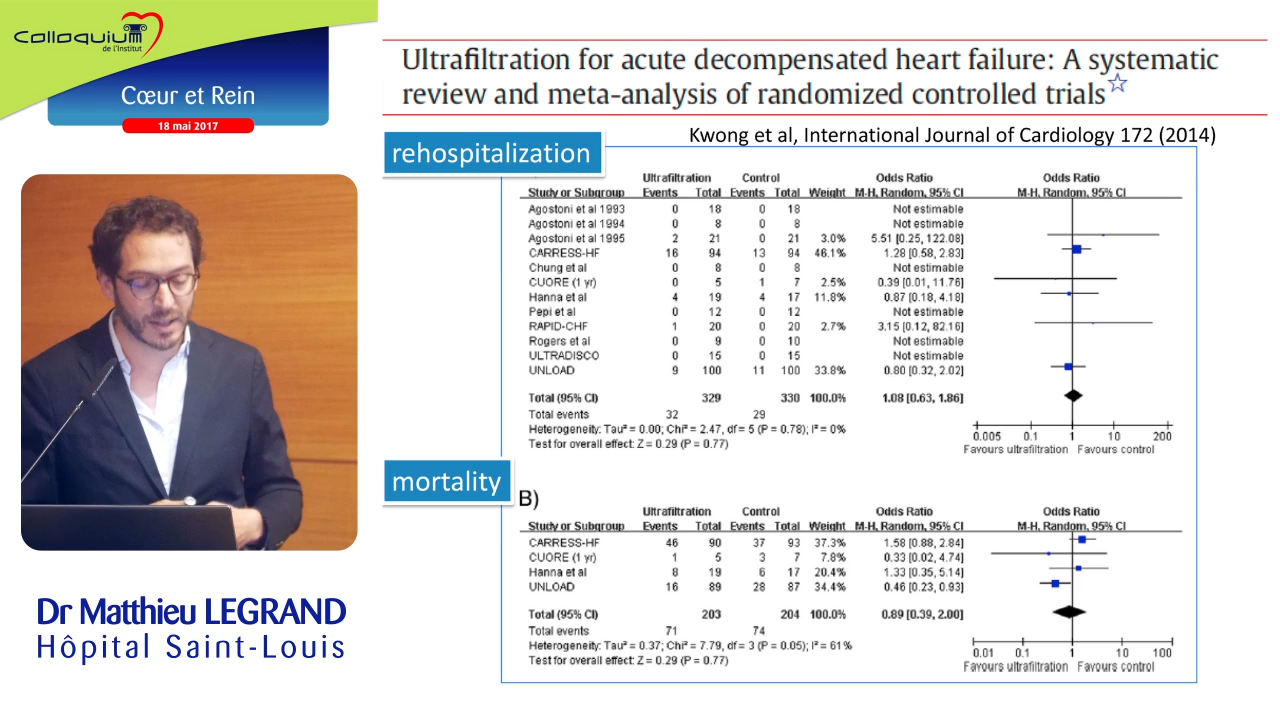 Colloquium
de l'Institut
Cœur et Rein
18 mai 2017
Dr Matthieu LEGRAND
Hôpital Saint-Louis
Ultrafiltration for acute decompensated heart failure: A systematic
review and meta-analysis of randomized controlled trials☆
Kwong et al, International Journal of Cardiology 172 (2014)
rehospitalization
Ultrafiltration Control Odds Ratio Odds Ratio
Study or Subgroup Events Total Events Total Weight M-H, Random, 95% CI M-H, Random, 95% CI
Agostoni et al 1993 0 18 0 18 Not estimable
Agostoni et al 1994 0 8 0 8 Not estimable
Agostoni et al 1995 2 21 0 21 3.0% 5.51 [0.25, 122.08]
CARRESS-HF 16 94 13 94 46.1% 1.28 [0.58, 2.83]
Chung et al 0 8 0 8 Not estimable
CUORE (1 yr) 0 5 1 7 2.5% 0.39 [0.01, 11.76]
Hanna et al 4 19 4 17 11.8% 0.87 [0.18, 4.18]
Pepi et al 0 12 0 12 Not estimable
RAPID-CHF 1 20 0 20 2.7% 3.15 [0.12, 82.16]
Rogers et al 0 9 0 10 Not estimable
ULTRADISCO 0 15 0 15 Not estimable
UNLOAD 9 100 11 100 33.8% 0.80 [0.32, 2.02]
Total (95% CI) 329 330 100.0% 1.08 [0.63, 1.86]
Total events 32 29
Heterogeneity: Tau² = 0.00; Chi² = 2.47, df = 5 (P = 0.78); I² = 0%
Test for overall effect: Z = 0.29 (P = 0.77)
0.005 0.1 1 10 200
Favours ultrafiltration Favours control
mortality
B)
Ultrafiltration Control Odds Ratio Odds Ratio
Study or Subgroup Events Total Events Total Weight M-H, Random, 95% CI M-H, Random, 95% CI
CARRESS-HF 46 90 37 93 37.3% 1.58 [0.88, 2.84]
CUORE (1 yr) 1 5 3 7 7.8% 0.33 [0.02, 4.74]
Hanna et al 8 19 6 17 20.4% 1.33 [0.35, 5.14]
UNLOAD 16 89 28 87 34.4% 0.46 [0.23, 0.93]
Total (95% CI) 203 204 100.0% 0.89 [0.39, 2.00]
Total events 71 74
Heterogeneity: Tau² = 0.37; Chi² = 7.79, df = 3 (P = 0.05); I² = 61%
Test for overall effect: Z = 0.29 (P = 0.77)
0.01 0.1 1 10 100
Favours ultrafiltration Favours control